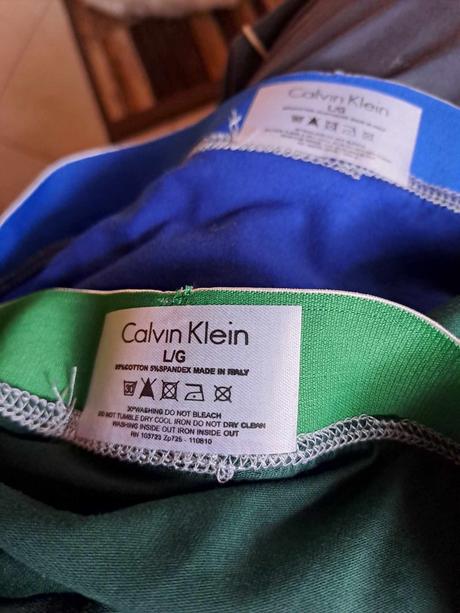 Calvin Klein
L/G
Calvin Klein
L/G
95%COTTON 5%SPANDEX MADE IN ITALY
30°WASHING DO NOT BLEACH
DO NOT TUMBLE DRY COOL IRON DO NOT DRY CLEAN
WASHING INSIDE OUT IRON INSIDE OUT
RN 103723 Zp725 - 110810